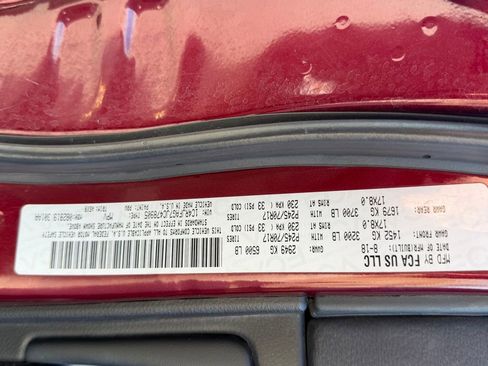 MFD BY FCA US LLC
DATE OF MFR(BUILT): 8-18 GVWR: 2949 KG 6500 LB
GAWR FRONT: 1452 KG 3200 LB WITH P245/70R17 TIRES
17X8.0 RIMS AT 230 KPA( 33 PSI COLD
GAWR REAR: 1679 KG 3700 LB WITH P245/70R17 TIRES
17X8.0 RIMS AT 230 KPA( 33 PSI COLD
THIS VEHICLE CONFORMS TO ALL APPLICABLE U.S.A. FEDERAL MOTOR VEHICLE SAFETY
STANDARDS IN EFFECT ON THE DATE OF MANUFACTURE SHOWN ABOVE.
TYPE: MPV
VEHICLE MADE IN U.S.A. PAINT: